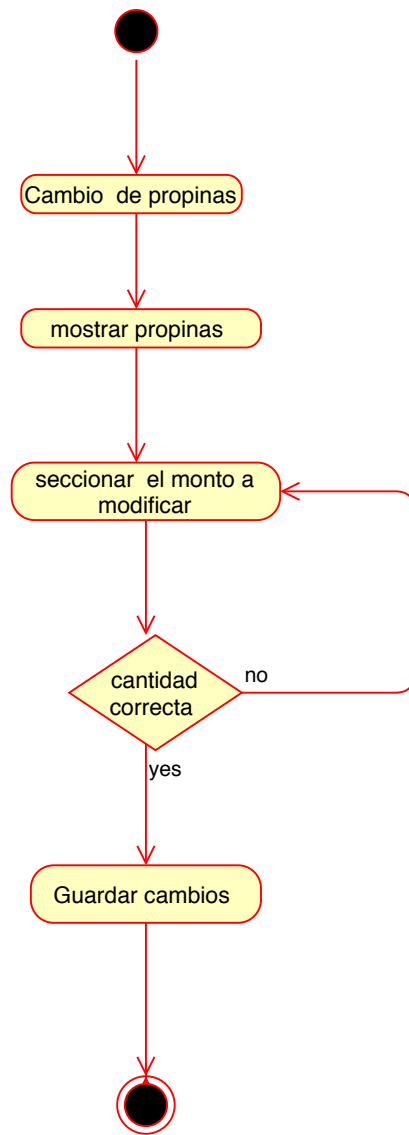 Cambio  de propinas
mostrar propinas
seccionar  el monto a
modificar
cantidad
correcta
no
yes
Guardar cambios